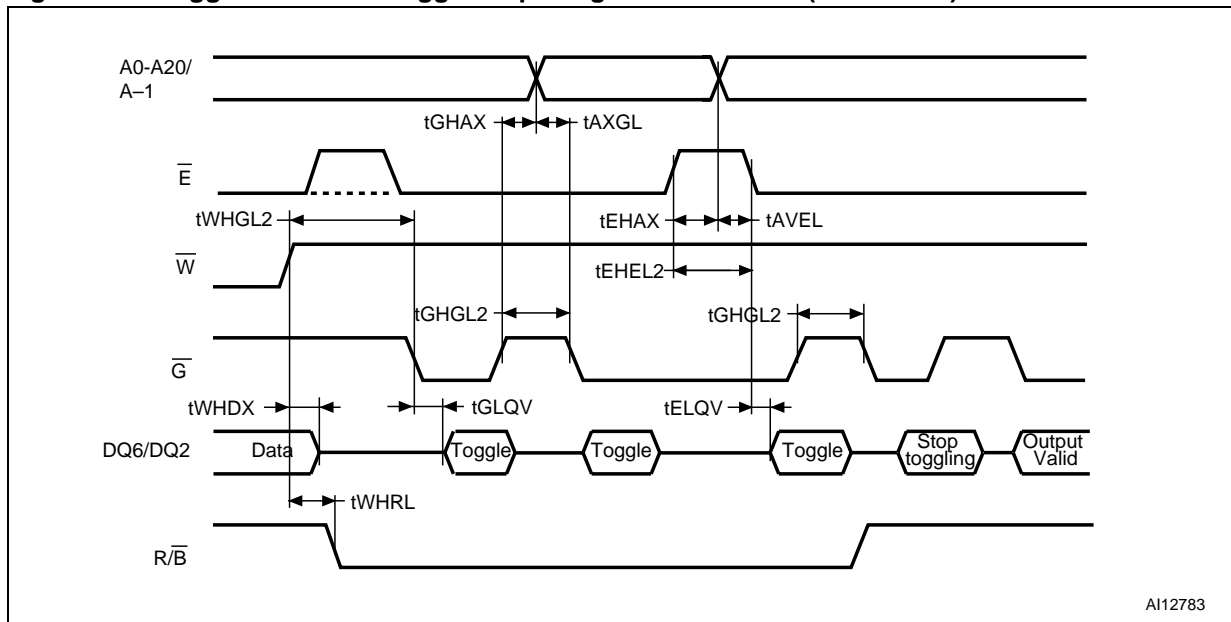 A0-A20/
A–1
tGHAX
tAXGL
E
tWHGL2
tEHAX
tAVEL
W
tEHEL2
tGHGL2
tGHGL2
G
tWHDX
tGLQV
tELQV
DQ6/DQ2
Data
Toggle
Toggle
Toggle
Stop
toggling
Output
Valid
tWHRL
R/B
AI12783